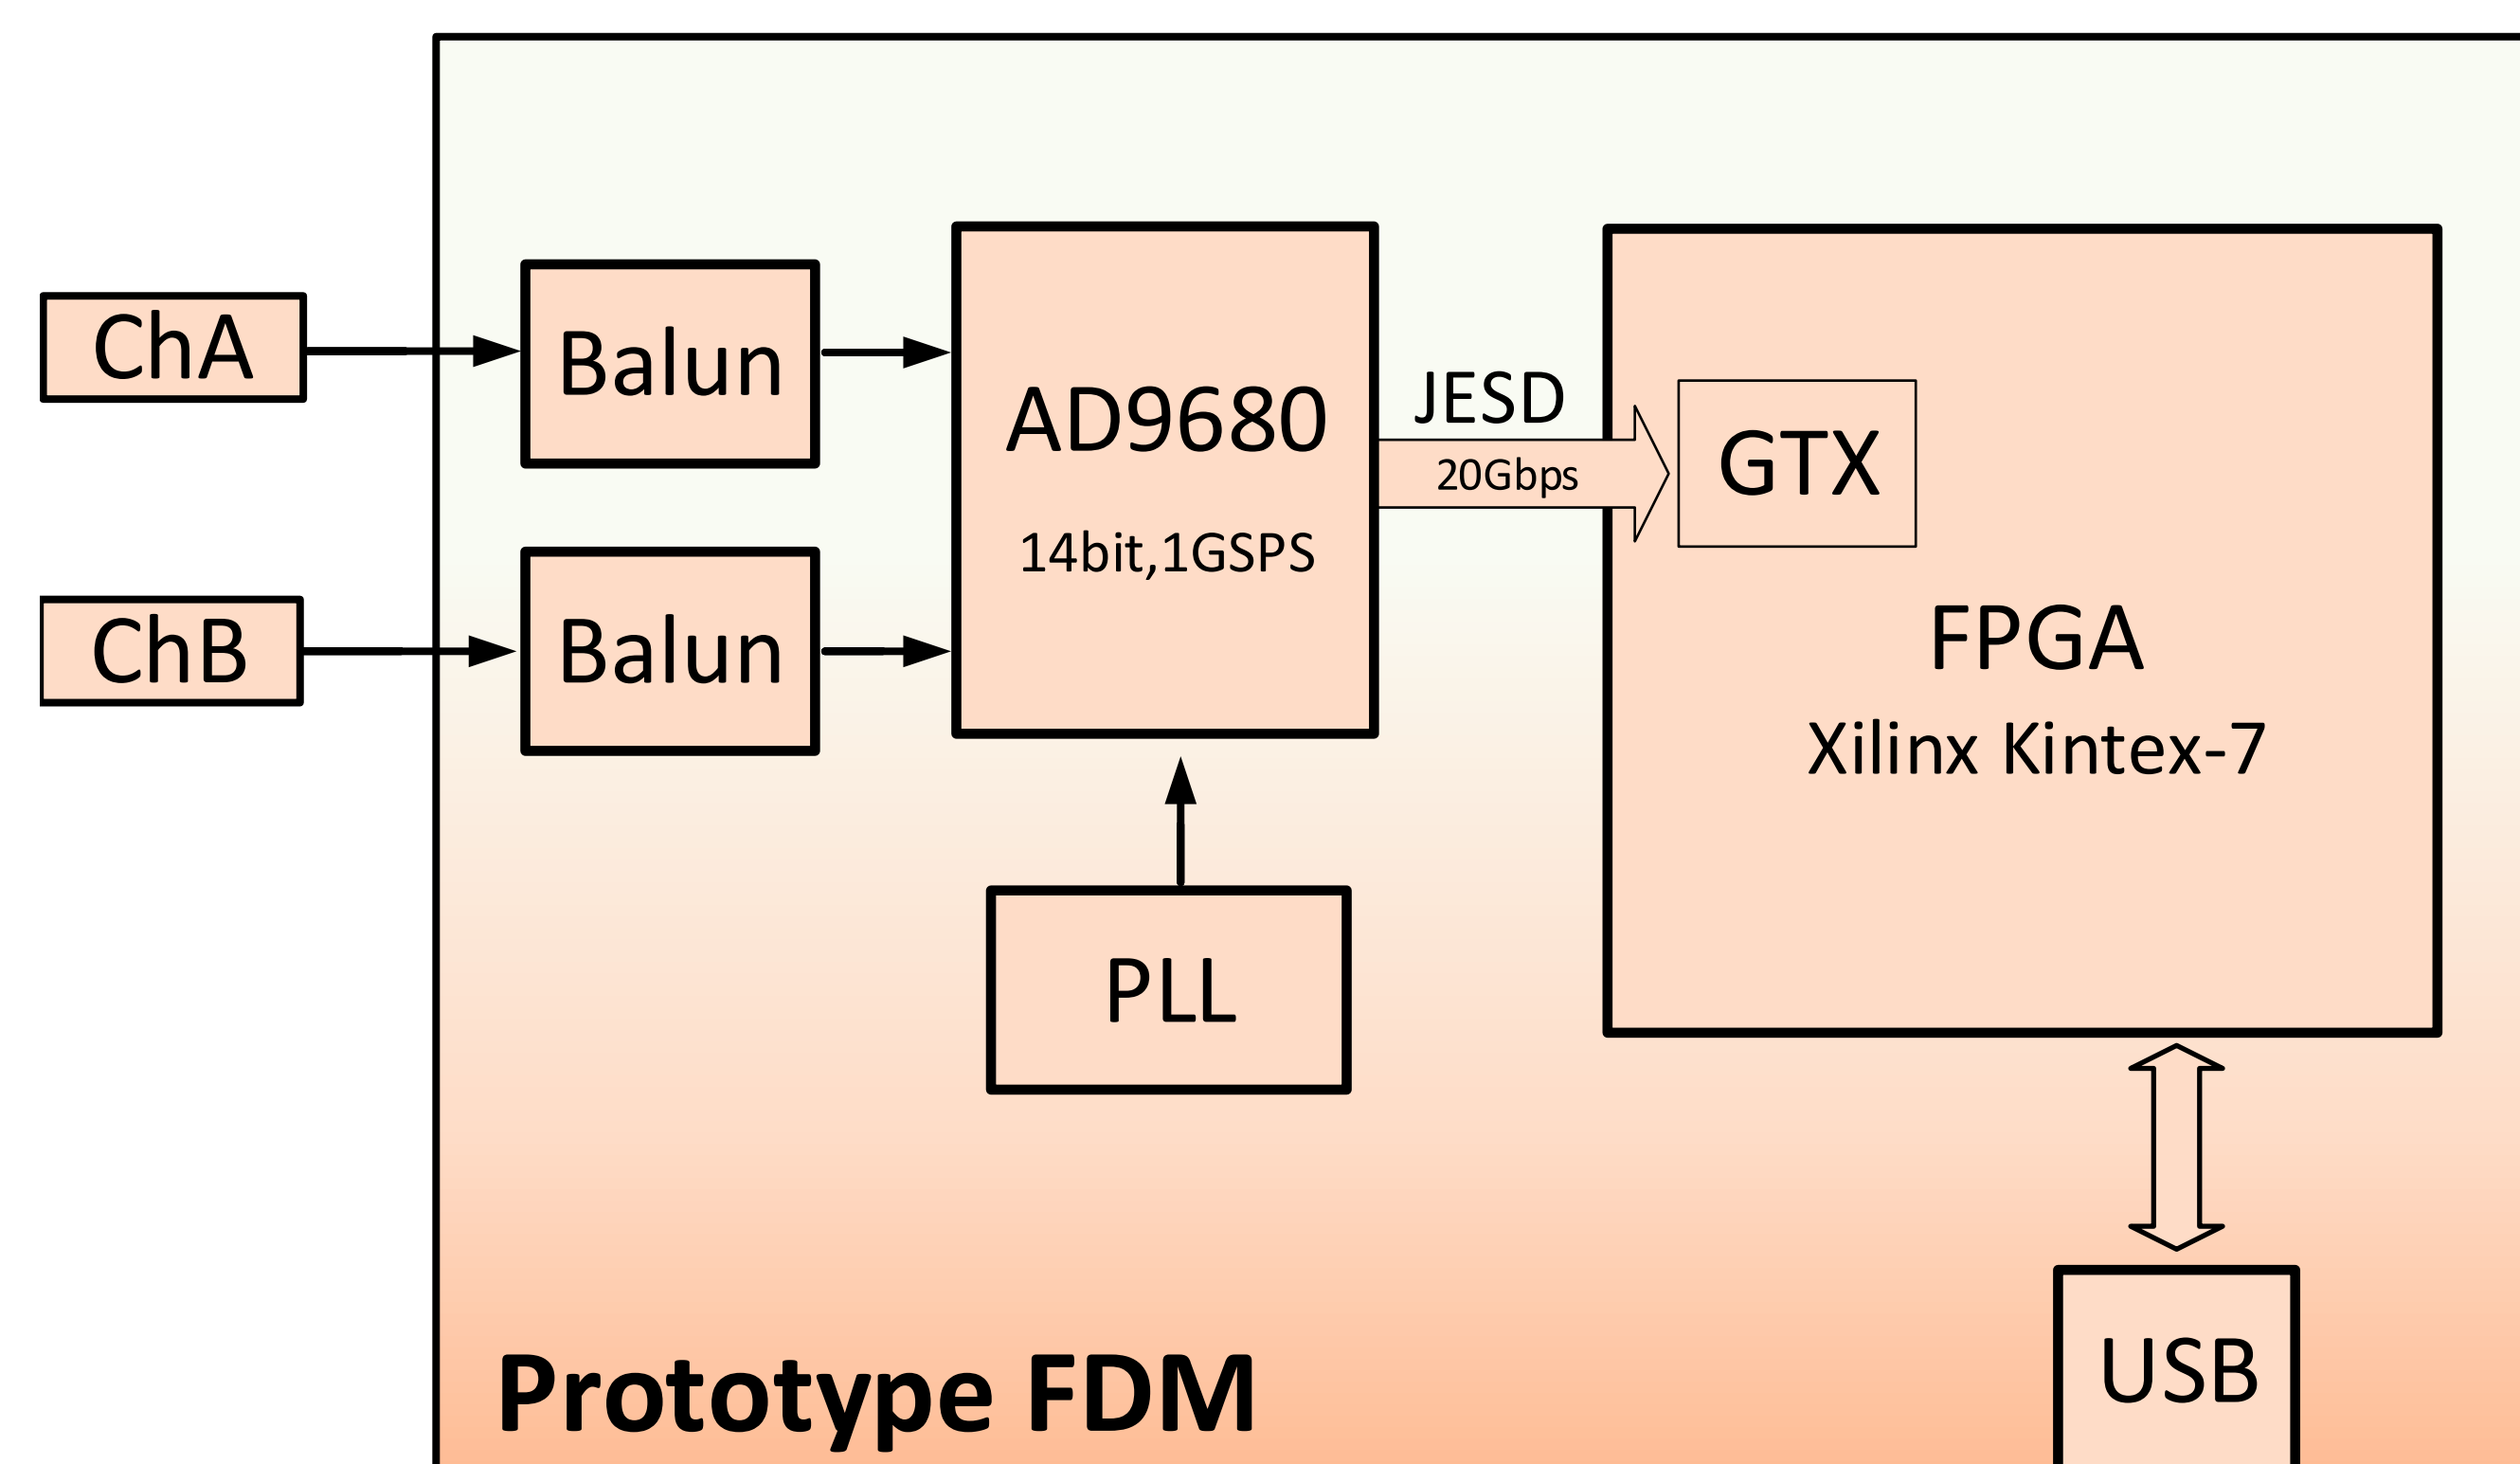 ChA
Balun
AD9680
14bit,1GSPS
JESD
20Gbps
GTX
FPGA
Xilinx Kintex-7
ChB
Balun
PLL
USB
Prototype FDM